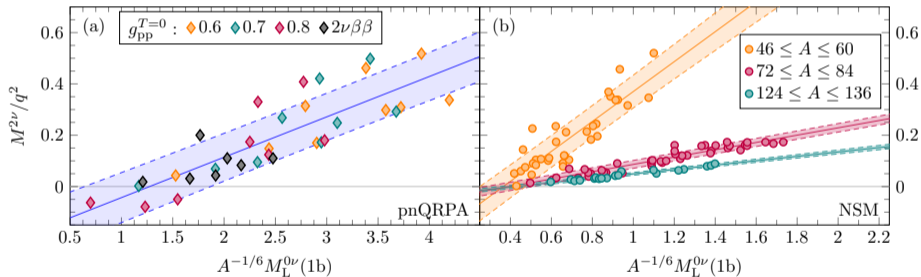 (a) g_pp^{T=0} : 0.6 0.7 0.8 2νββ
0.6
0.4
0.2
0
M^{2ν}/q²
pnQRPA
0.5 1 1.5 2 2.5 3 3.5 4 4.5
A^{-1/6} M_L^{0ν}(1b)
(b)
46 ≤ A ≤ 60
72 ≤ A ≤ 84
124 ≤ A ≤ 136
0.6
0.4
0.2
0
NSM
0.4 0.6 0.8 1 1.2 1.4 1.6 1.8 2 2.2
A^{-1/6} M_L^{0ν}(1b)